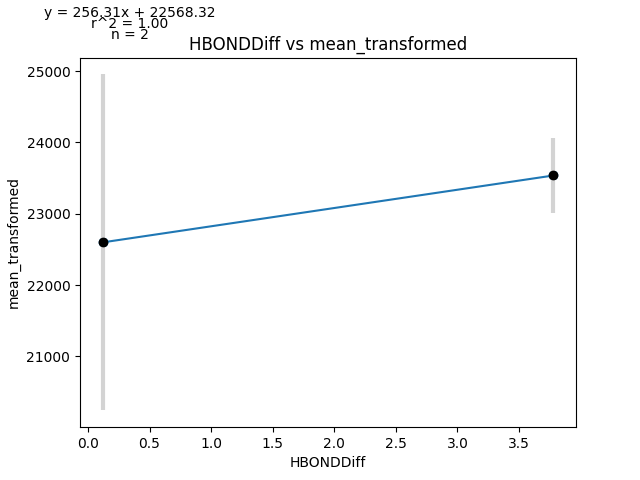 y = 256.31x + 22568.32
r^2 = 1.00
n = 2
HBONDDiff vs mean_transformed
25000
24000
23000
22000
21000
mean_transformed
0.0 0.5 1.0 1.5 2.0 2.5 3.0 3.5
HBONDDiff